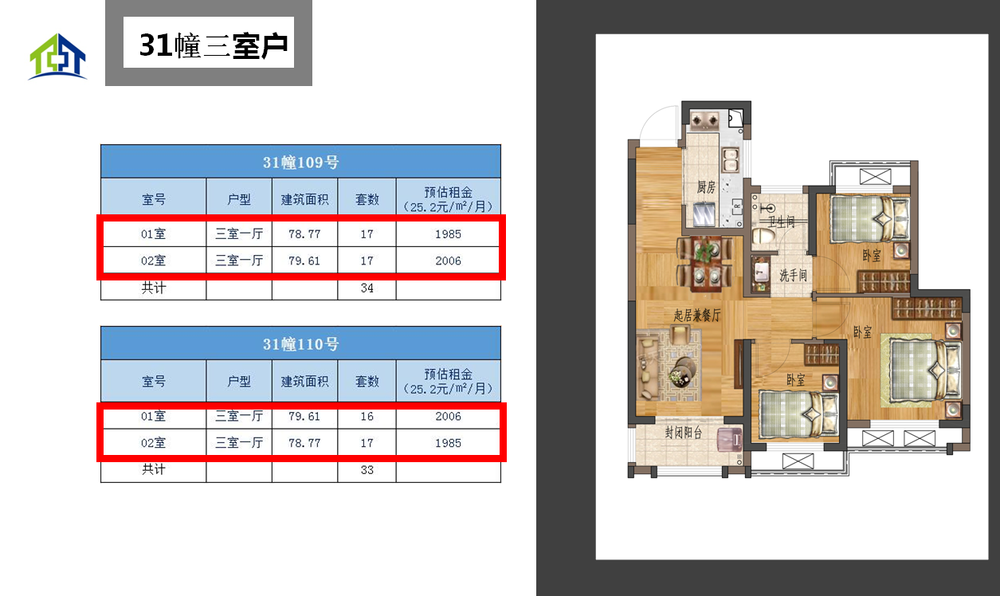 31幢三室户
31幢109号
室号 户型 建筑面积 套数 预估租金
(25.2元/㎡/月)
01室 三室一厅 78.77 17 1985
02室 三室一厅 79.61 17 2006
共计 34
31幢110号
室号 户型 建筑面积 套数 预估租金
(25.2元/㎡/月)
01室 三室一厅 79.61 16 2006
02室 三室一厅 78.77 17 1985
共计 33
厨房
卫生间
卧室
洗手间
起居兼餐厅
卧室
卧室
封闭阳台